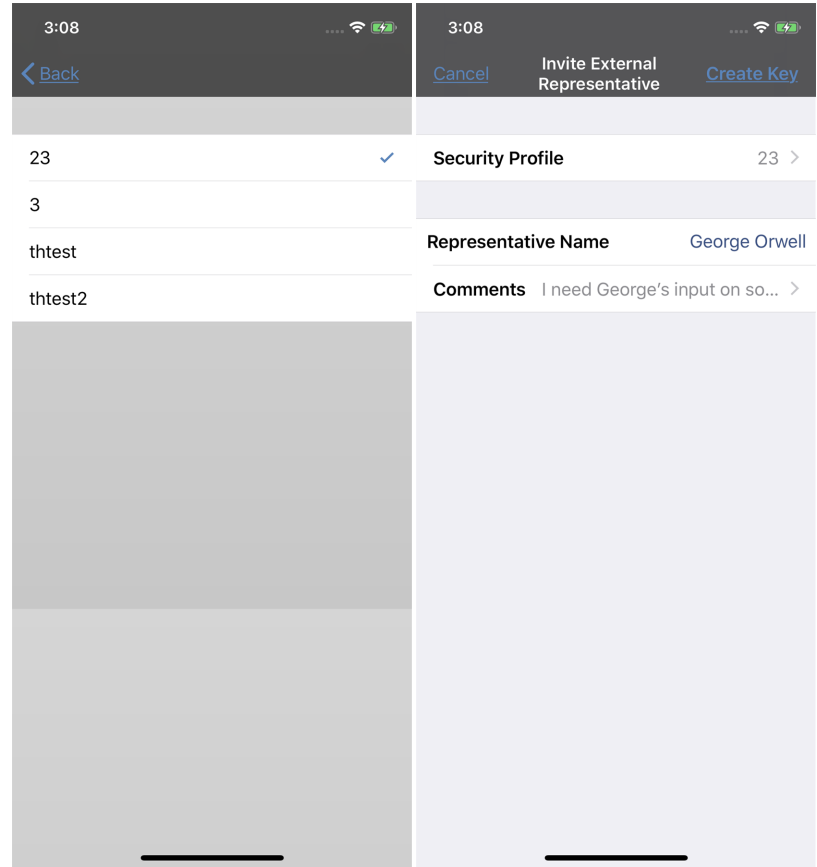 3:08
Back
23
3
thtest
thtest2
3:08
Cancel
Invite External
Representative
Create Key
Security Profile 23
Representative Name George Orwell
Comments I need George's input on so...